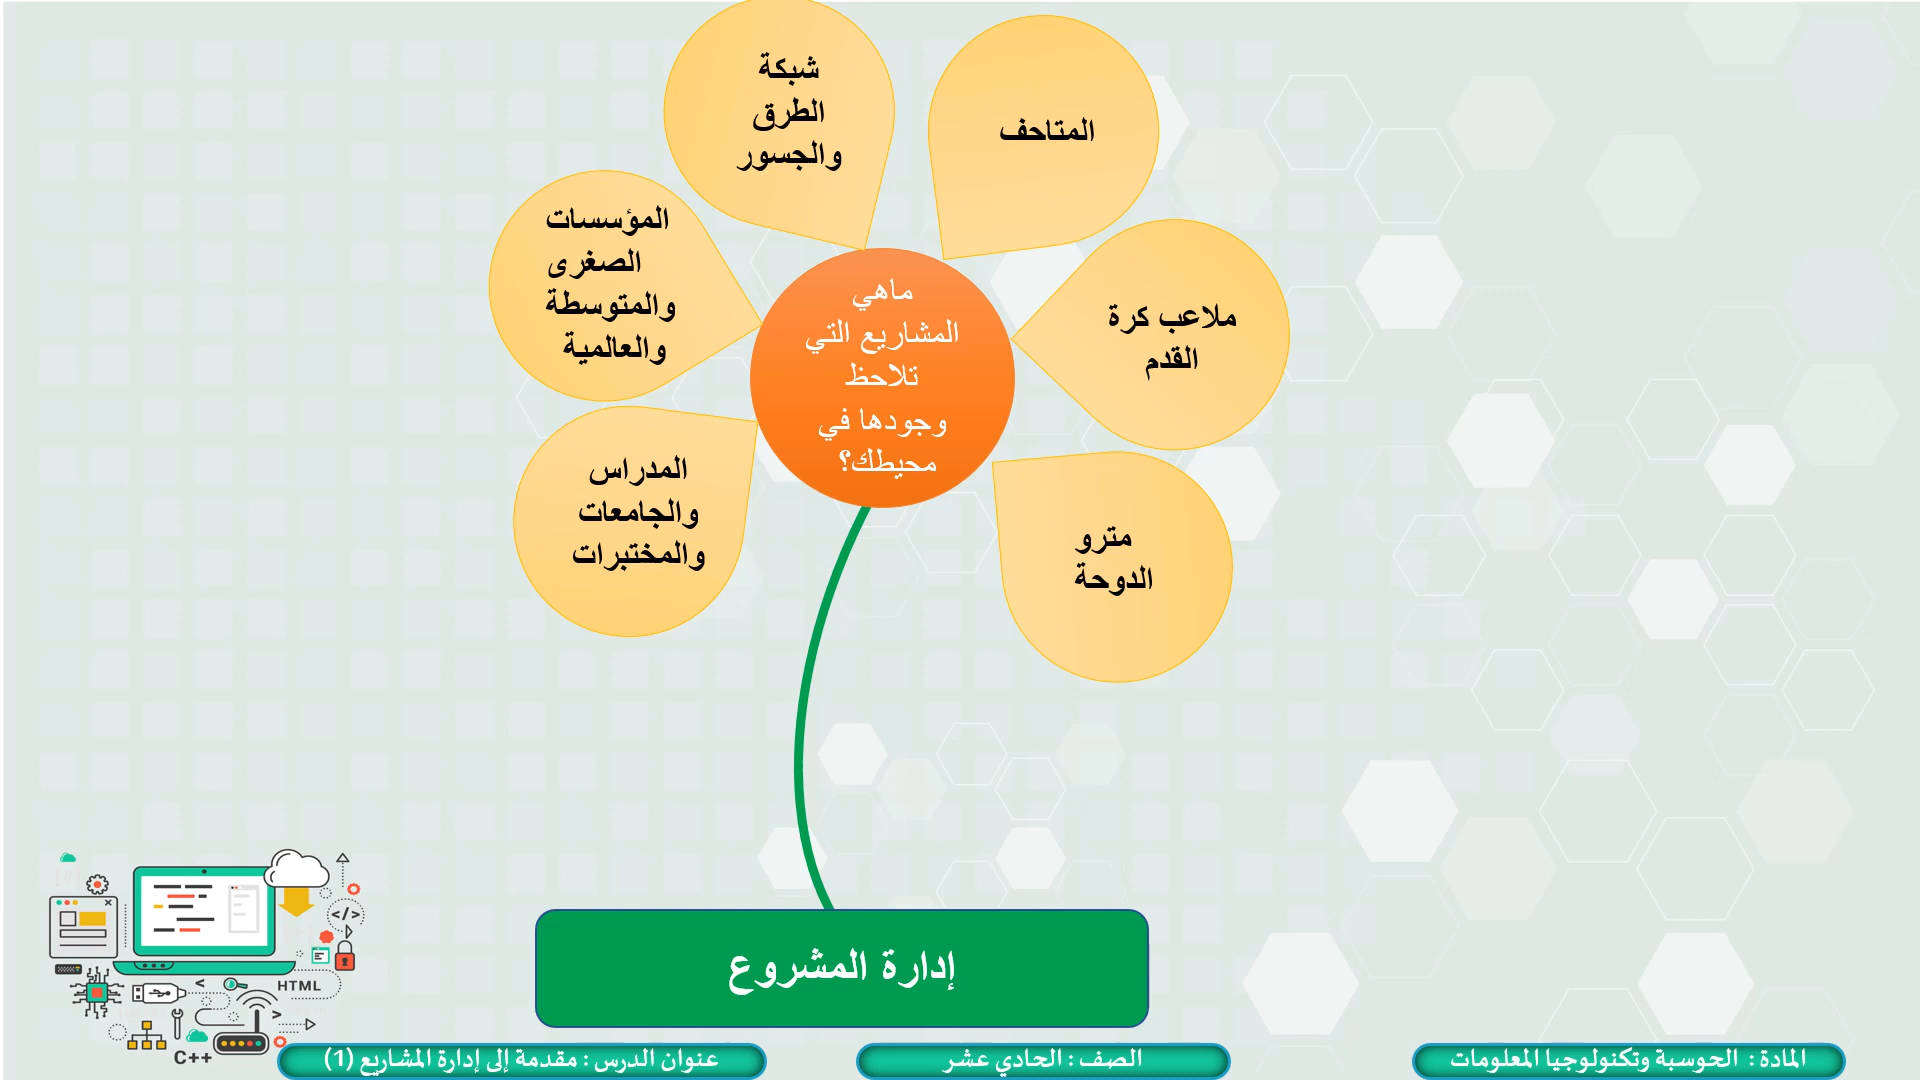 شبكة
الطرق
والجسور
المتاحف
المؤسسات
الصغرى
والمتوسطة
والعالمية
ملاعب كرة
القدم
ماهي
المشاريع التي
تلاحظ
وجودها في
محيطك؟
المدراس
والجامعات
والمختبرات
مترو
الدوحة
إدارة المشروع
</>
HTML
C++
المادة : الحوسبة وتكنولوجيا المعلومات
الصف : الحادي عشر
عنوان الدرس : مقدمة إلى إدارة المشاريع (1)